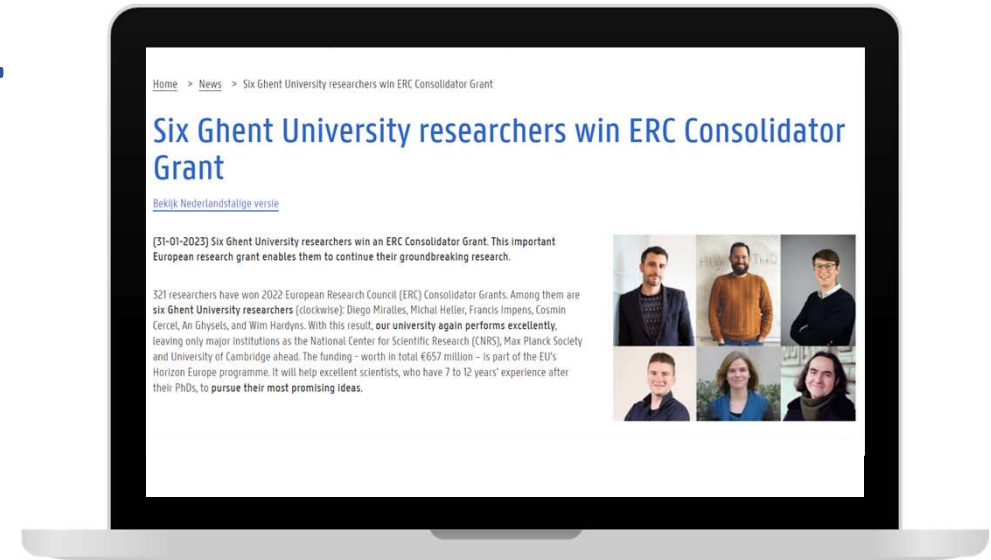 Home > News > Six Ghent University researchers win ERC Consolidator Grant
Six Ghent University researchers win ERC Consolidator
Grant
Bekijk Nederlandstalige versie
(31-01-2023) Six Ghent University researchers win an ERC Consolidator Grant. This important
European research grant enables them to continue their groundbreaking research.
321 researchers have won 2022 European Research Council (ERC) Consolidator Grants. Among them are
six Ghent University researchers (clockwise): Diego Miralles, Michal Heller, Francis Impens, Cosmin
Cercel, An Ghysels, and Wim Hardyns. With this result, our university again performs excellently,
leaving only major institutions as the National Center for Scientific Research (CNRS), Max Planck Society
and University of Cambridge ahead. The funding - worth in total €657 million – is part of the EU's
Horizon Europe programme. It will help excellent scientists, who have 7 to 12 years' experience after
their PhDs, to pursue their most promising ideas.